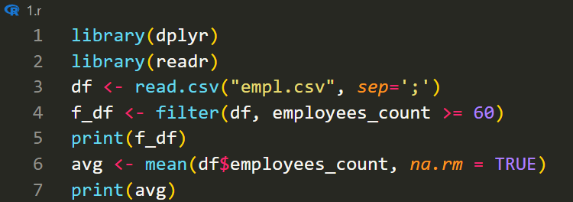 1.r
1 library(dplyr)
2 library(readr)
3 df <- read.csv("empl.csv", sep=';')
4 f_df <- filter(df, employees_count >= 60)
5 print(f_df)
6 avg <- mean(df$employees_count, na.rm = TRUE)
7 print(avg)